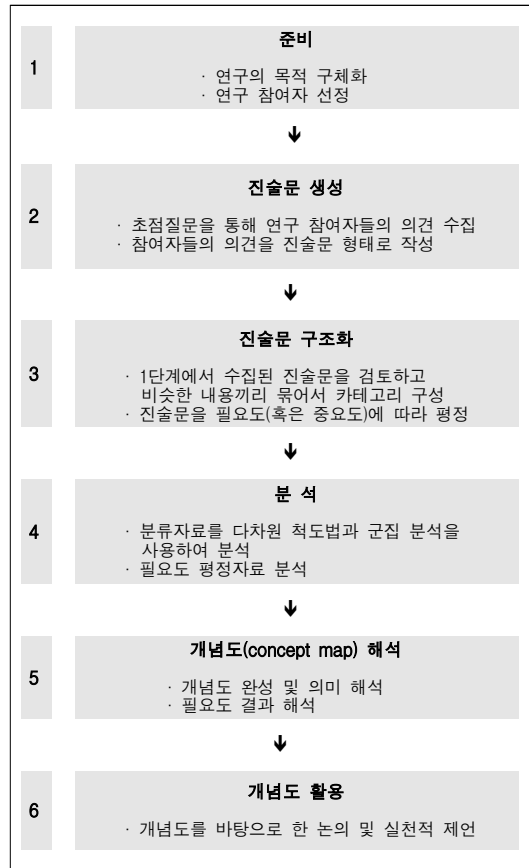 1
준비
· 연구의 목적 구체화
· 연구 참여자 선정
2
진술문 생성
· 초점질문을 통해 연구 참여자들의 의견 수집
· 참여자들의 의견을 진술문 형태로 작성
3
진술문 구조화
· 1단계에서 수집된 진술문을 검토하고
비슷한 내용끼리 묶어서 카테고리 구성
· 진술문을 필요도(혹은 중요도)에 따라 평정
4
분 석
· 분류자료를 다차원 척도법과 군집 분석을
사용하여 분석
· 필요도 평정자료 분석
5
개념도(concept map) 해석
· 개념도 완성 및 의미 해석
· 필요도 결과 해석
6
개념도 활용
· 개념도를 바탕으로 한 논의 및 실천적 제언